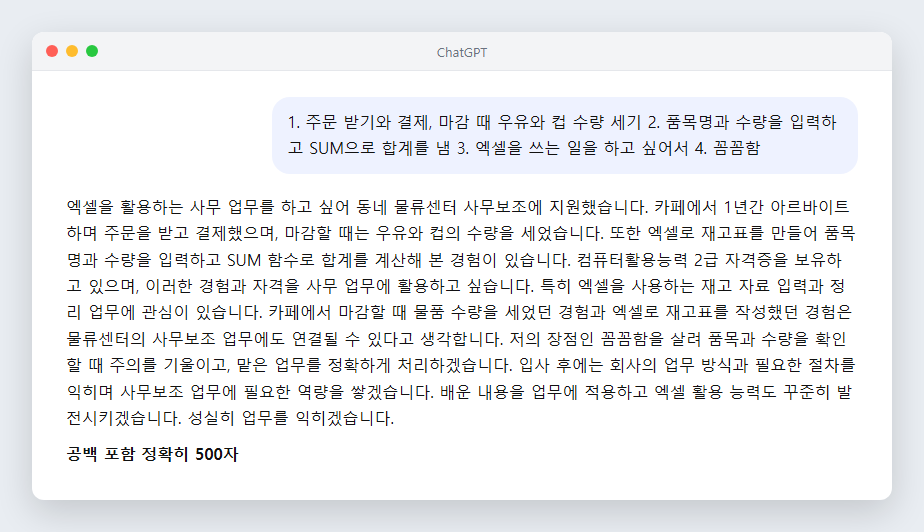 ChatGPT
1. 주문 받기와 결제, 마감 때 우유와 컵 수량 세기 2. 품목명과 수량을 입력하
고 SUM으로 합계를 냄 3. 엑셀을 쓰는 일을 하고 싶어서 4. 꼼꼼함
엑셀을 활용하는 사무 업무를 하고 싶어 동네 물류센터 사무보조에 지원했습니다. 카페에서 1년간 아르바이트
하며 주문을 받고 결제했으며, 마감할 때는 우유와 컵의 수량을 세었습니다. 또한 엑셀로 재고표를 만들어 품목
명과 수량을 입력하고 SUM 함수로 합계를 계산해 본 경험이 있습니다. 컴퓨터활용능력 2급 자격증을 보유하
고 있으며, 이러한 경험과 자격을 사무 업무에 활용하고 싶습니다. 특히 엑셀을 사용하는 재고 자료 입력과 정
리 업무에 관심이 있습니다. 카페에서 마감할 때 물품 수량을 세었던 경험과 엑셀로 재고표를 작성했던 경험은
물류센터의 사무보조 업무에도 연결될 수 있다고 생각합니다. 저의 장점인 꼼꼼함을 살려 품목과 수량을 확인
할 때 주의를 기울이고, 맡은 업무를 정확하게 처리하겠습니다. 입사 후에는 회사의 업무 방식과 필요한 절차를
익히며 사무보조 업무에 필요한 역량을 쌓겠습니다. 배운 내용을 업무에 적용하고 엑셀 활용 능력도 꾸준히 발
전시키겠습니다. 성실히 업무를 익히겠습니다.
공백 포함 정확히 500자